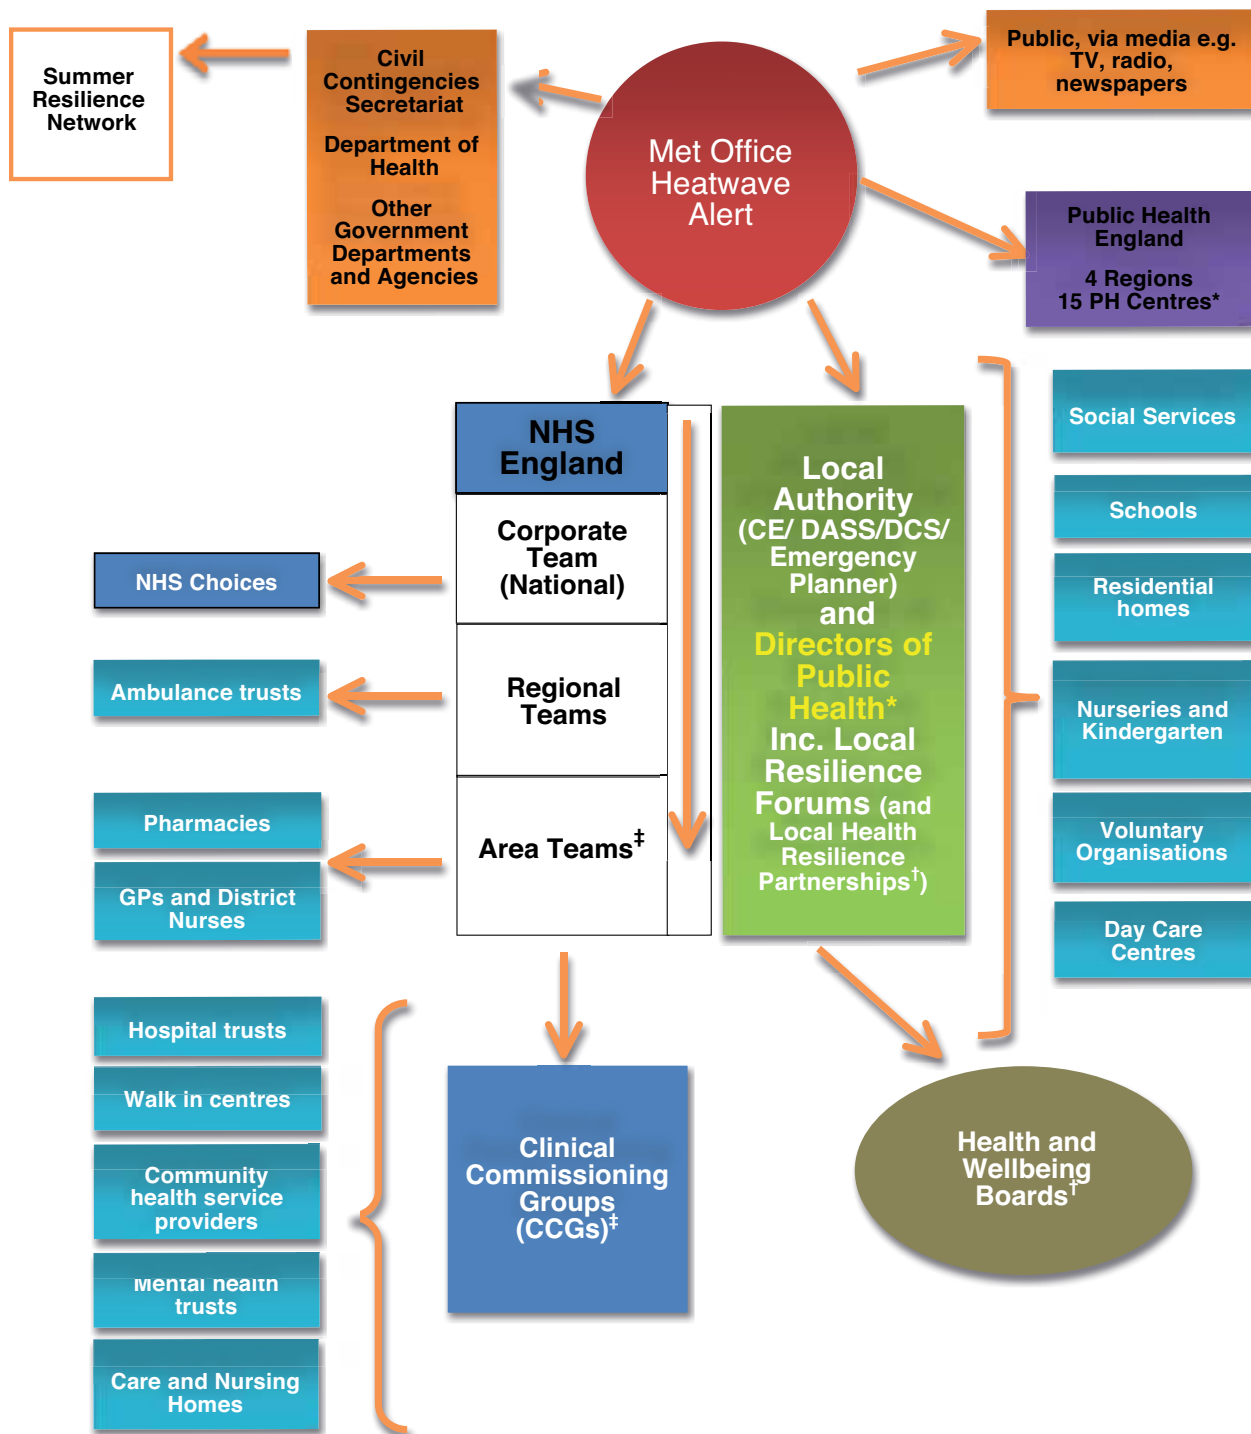 Summer
Resilience
Network
Civil
Contingencies
Secretariat
Department of
Health
Other
Government
Departments
and Agencies
Met Office
Heatwave
Alert
Public, via media e.g.
TV, radio,
newspapers
Public Health
England
4 Regions
15 PH Centres*
NHS
England
Corporate
Team
(National)
Regional
Teams
Area Teams‡
NHS Choices
Ambulance trusts
Pharmacies
GPs and District
Nurses
Local
Authority
(CE/ DASS/DCS/
Emergency
Planner)
and
Directors of
Public
Health*
Inc. Local
Resilience
Forums (and
Local Health
Resilience
Partnerships†)
Social Services
Schools
Residential
homes
Nurseries and
Kindergarten
Voluntary
Organisations
Day Care
Centres
Hospital trusts
Walk in centres
Community
health service
providers
Mental health
trusts
Care and Nursing
Homes
Clinical
Commissioning
Groups
(CCGs)‡
Health and
Wellbeing
Boards†